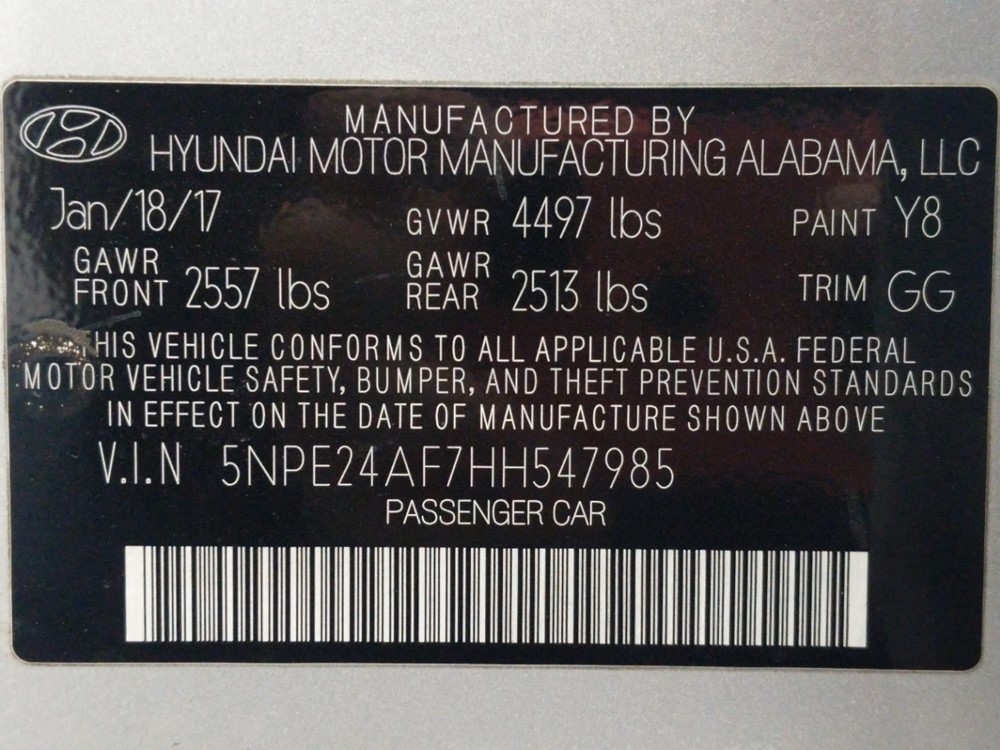 MANUFACTURED BY
HYUNDAI MOTOR MANUFACTURING ALABAMA, LLC
Jan/18/17 GVWR 4497 lbs PAINT Y8
GAWR FRONT 2557 lbs GAWR REAR 2513 lbs TRIM GG
THIS VEHICLE CONFORMS TO ALL APPLICABLE U.S.A. FEDERAL
MOTOR VEHICLE SAFETY, BUMPER, AND THEFT PREVENTION STANDARDS
IN EFFECT ON THE DATE OF MANUFACTURE SHOWN ABOVE
V.I.N 5NPE24AF7HH547985
PASSENGER CAR